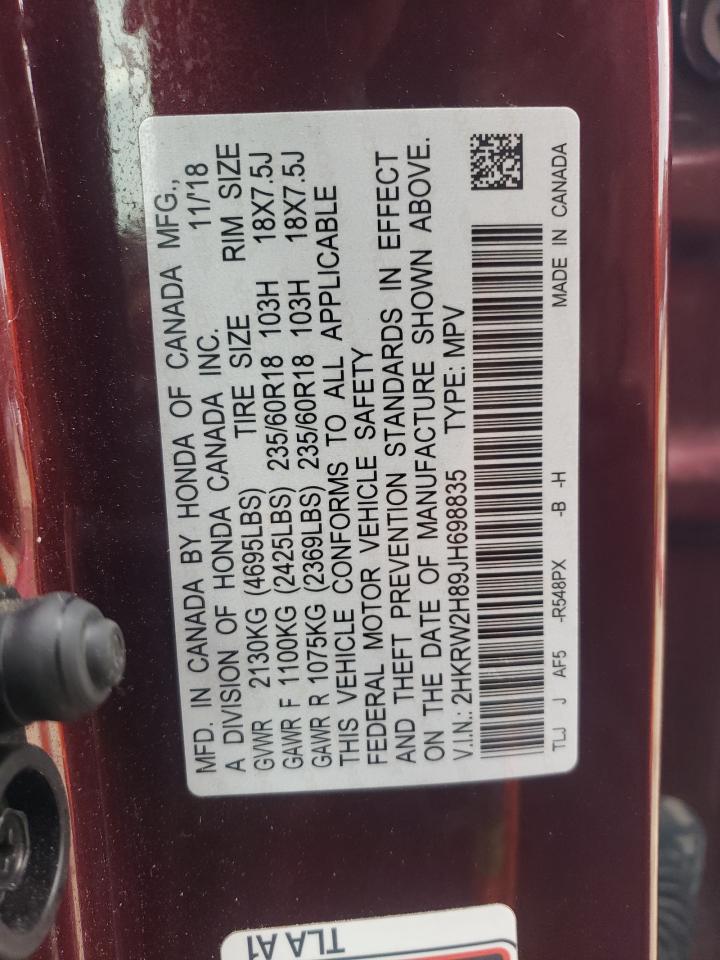 MFD. IN CANADA BY HONDA OF CANADA MFG.,
A DIVISION OF HONDA CANADA INC. 11/'18
GVWR 2130KG (4695LBS) TIRE SIZE RIM SIZE
GAWR F 1100KG (2425LBS) 235/60R18 103H 18X7.5J
GAWR R 1075KG (2369LBS) 235/60R18 103H 18X7.5J
THIS VEHICLE CONFORMS TO ALL APPLICABLE
FEDERAL MOTOR VEHICLE SAFETY
AND THEFT PREVENTION STANDARDS IN EFFECT
ON THE DATE OF MANUFACTURE SHOWN ABOVE.
V.I.N.: 2HKRW2H89JH698835 TYPE: MPV
TLJ J AF5 -R548PX -B -H MADE IN CANADA
TLA A1